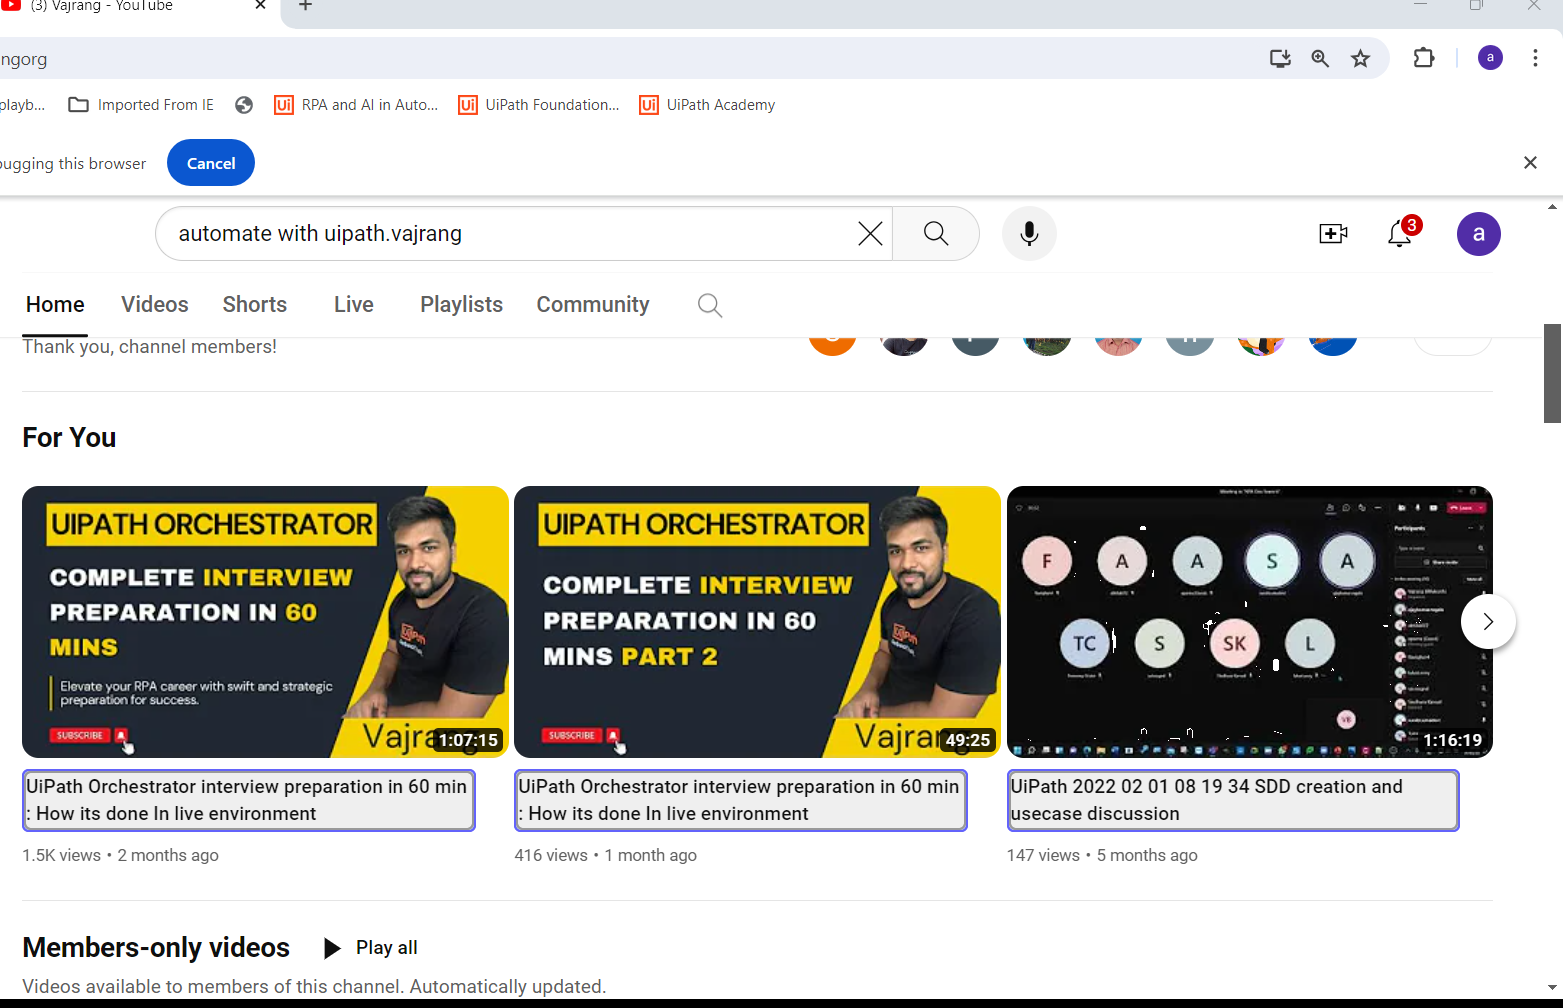 (3) Vajrang - YouTube
ngorg
a
playb...
Imported From IE
Ui RPA and AI in Auto...
Ui UiPath Foundation...
Ui UiPath Academy
bugging this browser
Cancel
automate with uipath.vajrang
3
a
Home
Videos
Shorts
Live
Playlists
Community
Thank you, channel members!
For You
UIPATH ORCHESTRATOR
COMPLETE INTERVIEW
PREPARATION IN 60
MINS
Elevate your RPA career with swift and strategic
preparation for success.
SUBSCRIBE
1:07:15
UIPATH ORCHESTRATOR
COMPLETE INTERVIEW
PREPARATION IN 60
MINS PART 2
SUBSCRIBE
49:25
Participants
F
A
A
S
A
TC
S
SK
L
VB
1:16:19
UiPath Orchestrator interview preparation in 60 min
: How its done In live environment
UiPath Orchestrator interview preparation in 60 min
: How its done In live environment
UiPath 2022 02 01 08 19 34 SDD creation and
usecase discussion
1.5K views • 2 months ago
416 views • 1 month ago
147 views • 5 months ago
Members-only videos
Play all
Videos available to members of this channel. Automatically updated.